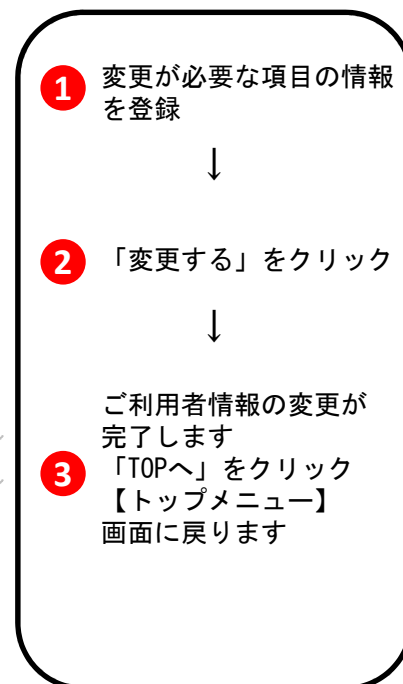 1 変更が必要な項目の情報
を登録
↓
2 「変更する」をクリック
↓
ご利用者情報の変更が
完了します
3 「TOPへ」をクリック
【トップメニュー】
画面に戻ります